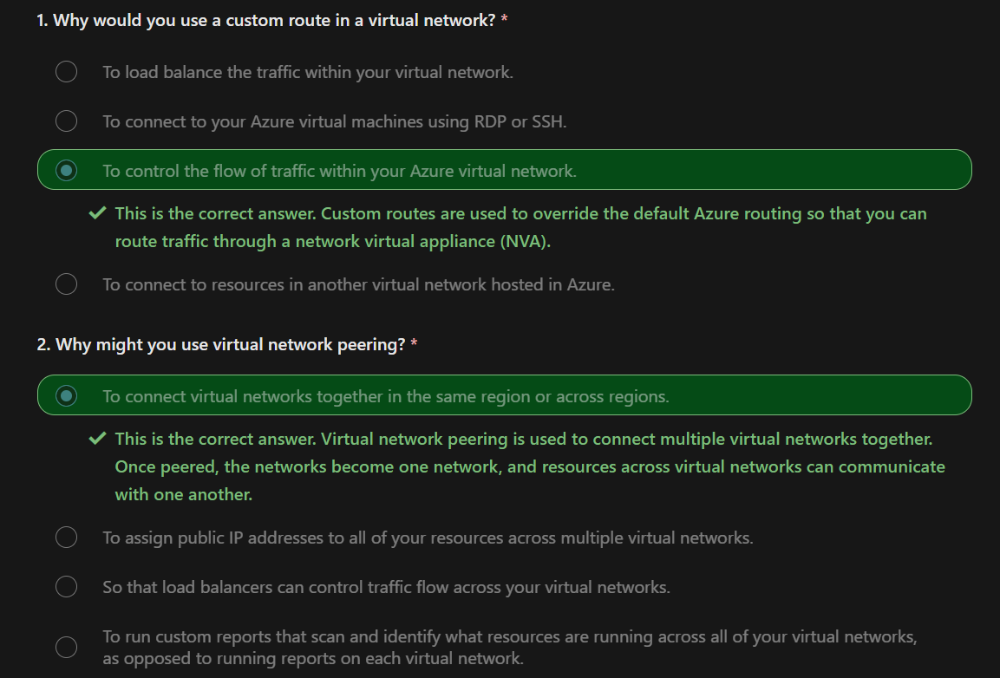 1. Why would you use a custom route in a virtual network? *
To load balance the traffic within your virtual network.
To connect to your Azure virtual machines using RDP or SSH.
To control the flow of traffic within your Azure virtual network.
This is the correct answer. Custom routes are used to override the default Azure routing so that you can
route traffic through a network virtual appliance (NVA).
To connect to resources in another virtual network hosted in Azure.
2. Why might you use virtual network peering? *
To connect virtual networks together in the same region or across regions.
This is the correct answer. Virtual network peering is used to connect multiple virtual networks together.
Once peered, the networks become one network, and resources across virtual networks can communicate
with one another.
To assign public IP addresses to all of your resources across multiple virtual networks.
So that load balancers can control traffic flow across your virtual networks.
To run custom reports that scan and identify what resources are running across all of your virtual networks,
as opposed to running reports on each virtual network.